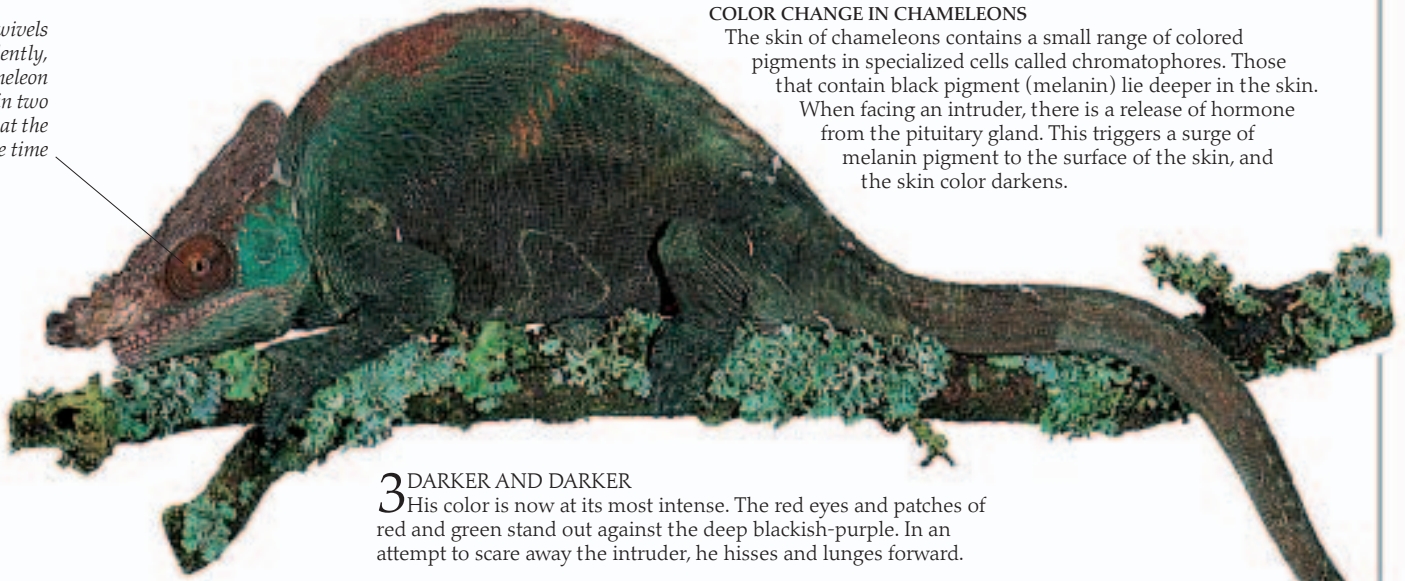 wivels
ently,
meleon
in two
at the
e time
COLOR CHANGE IN CHAMELEONS
The skin of chameleons contains a small range of colored
pigments in specialized cells called chromatophores. Those
that contain black pigment (melanin) lie deeper in the skin.
When facing an intruder, there is a release of hormone
from the pituitary gland. This triggers a surge of
melanin pigment to the surface of the skin, and
the skin color darkens.
3 DARKER AND DARKER
His color is now at its most intense. The red eyes and patches of
red and green stand out against the deep blackish-purple. In an
attempt to scare away the intruder, he hisses and lunges forward.